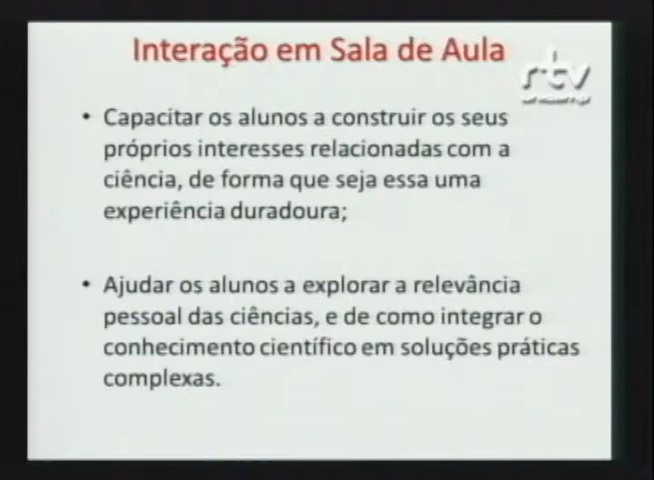 Interação em Sala de Aula
rtv
• Capacitar os alunos a construir os seus
próprios interesses relacionadas com a
ciência, de forma que seja essa uma
experiência duradoura;
• Ajudar os alunos a explorar a relevância
pessoal das ciências, e de como integrar o
conhecimento científico em soluções práticas
complexas.